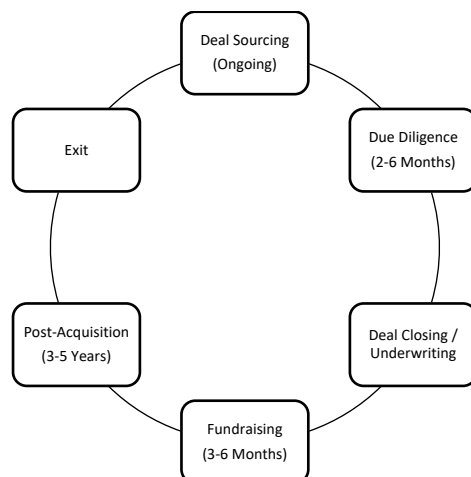 Deal Sourcing
(Ongoing)
Due Diligence
(2-6 Months)
Deal Closing /
Underwriting
Fundraising
(3-6 Months)
Post-Acquisition
(3-5 Years)
Exit